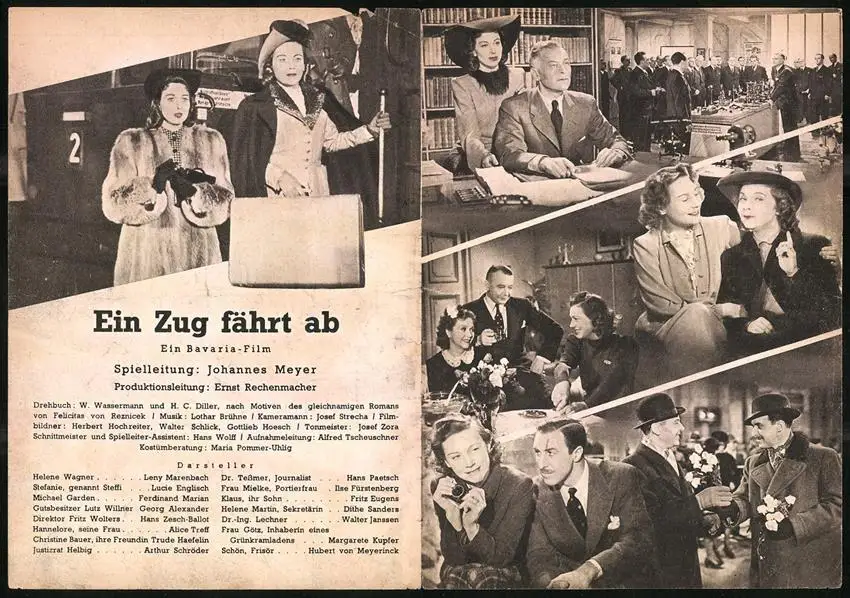 2
Ein Zug fährt ab
Ein Bavaria-Film
Spielleitung: Johannes Meyer
Produktionsleitung: Ernst Rechenmacher
Drehbuch: W. Wassermann und H. C. Diller, nach Motiven des gleichnamigen Romans
von Felicitas von Reznicek / Musik: Lothar Brühne / Kameramann: Josef Strecha / Film-
bildner: Herbert Hochreiter, Walter Schlick, Gottlieb Hoesch / Tonmeister: Josef Zora
Schnittmeister und Spielleiter-Assistent: Hans Wolff / Aufnahmeleitung: Alfred Tscheuschner
Kostümberatung: Maria Pommer-Uhlig
Darsteller
Helene Wagner . . . . . Leny Marenbach
Stefanie, genannt Steffi . . Lucie Englisch
Michael Garden . . . . . Ferdinand Marian
Gutsbesitzer Lutz Willner Georg Alexander
Direktor Fritz Wolters . . Hans Zesch-Ballot
Hannelore, seine Frau . . . . . Alice Treff
Christine Bauer, ihre Freundin Trude Haefelin
Justizrat Helbig . . . . . Arthur Schröder
Dr. Teßmer, Journalist . . . . Hans Paetsch
Frau Mielke, Portierfrau . Ilse Fürstenberg
Klaus, ihr Sohn . . . . . . Fritz Eugens
Helene Martin, Sekretärin . . Dithe Sanders
Dr.-Ing. Lechner . . . . . Walter Janssen
Frau Götz, Inhaberin eines
Grünkramladens . . . . Margarete Kupfer
Schön, Frisör . . . . Hubert von Meyerinck